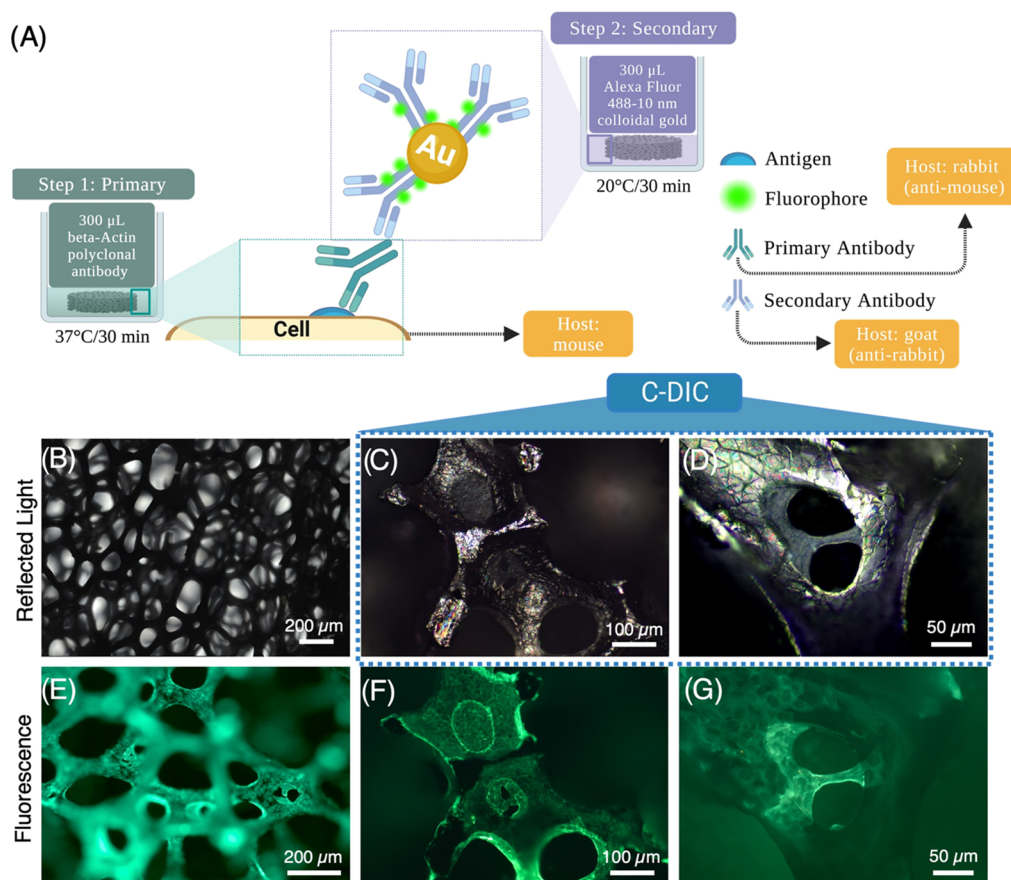 (A)
Step 1: Primary
300 μL
beta-Actin
polyclonal
antibody
37°C/30 min
Au
Cell
Host:
mouse
Step 2: Secondary
300 μL
Alexa Fluor
488-10 nm
colloidal gold
20°C/30 min
Antigen
Fluorophore
Primary Antibody
Secondary Antibody
Host: rabbit
(anti-mouse)
Host: goat
(anti-rabbit)
C-DIC
Reflected Light
(B)
200 μm
(C)
100 μm
(D)
50 μm
Fluorescence
(E)
200 μm
(F)
100 μm
(G)
50 μm